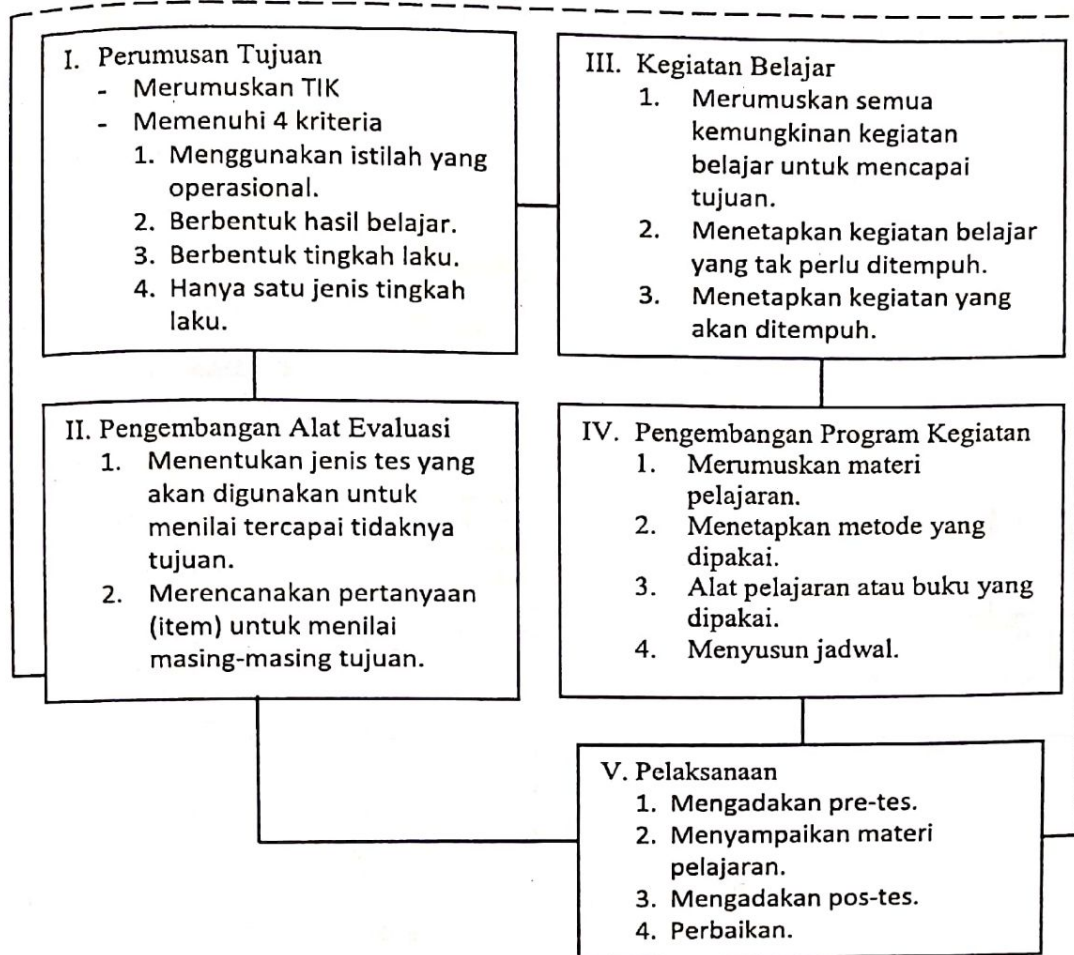 I. Perumusan Tujuan
- Merumuskan TIK
- Memenuhi 4 kriteria
1. Menggunakan istilah yang
operasional.
2. Berbentuk hasil belajar.
3. Berbentuk tingkah laku.
4. Hanya satu jenis tingkah
laku.
II. Pengembangan Alat Evaluasi
1. Menentukan jenis tes yang
akan digunakan untuk
menilai tercapai tidaknya
tujuan.
2. Merencanakan pertanyaan
(item) untuk menilai
masing-masing tujuan.
III. Kegiatan Belajar
1. Merumuskan semua
kemungkinan kegiatan
belajar untuk mencapai
tujuan.
2. Menetapkan kegiatan belajar
yang tak perlu ditempuh.
3. Menetapkan kegiatan yang
akan ditempuh.
IV. Pengembangan Program Kegiatan
1. Merumuskan materi
pelajaran.
2. Menetapkan metode yang
dipakai.
3. Alat pelajaran atau buku yang
dipakai.
4. Menyusun jadwal.
V. Pelaksanaan
1. Mengadakan pre-tes.
2. Menyampaikan materi
pelajaran.
3. Mengadakan pos-tes.
4. Perbaikan.